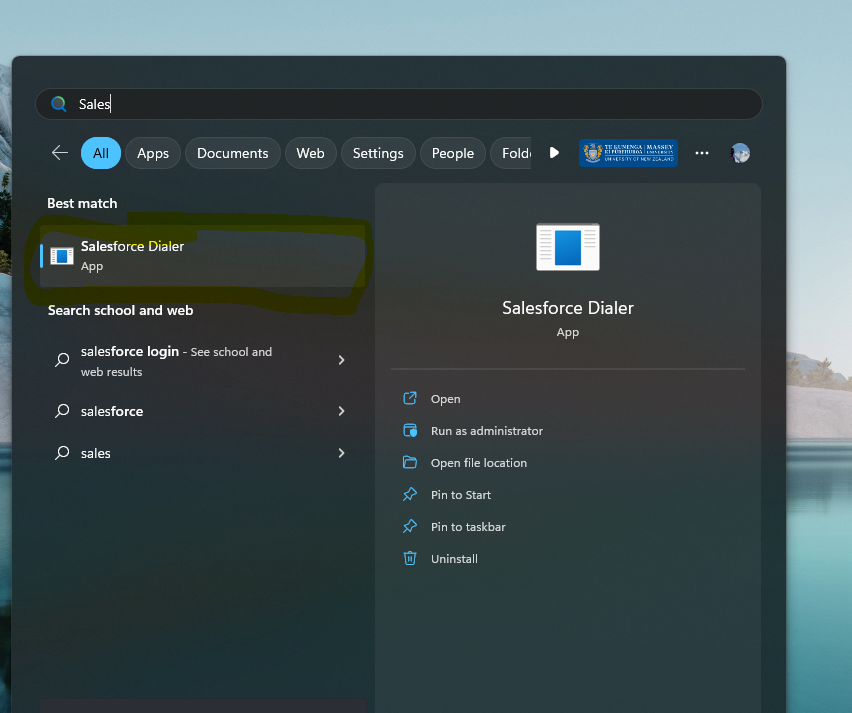 Sales
All
Apps
Documents
Web
Settings
People
Folde
TE KUNENGA
KI PŪREHUROA
MASSEY
UNIVERSITY
UNIVERSITY OF NEW ZEALAND
Best match
Salesforce Dialer
App
Search school and web
salesforce login - See school and
web results
salesforce
sales
Salesforce Dialer
App
Open
Run as administrator
Open file location
Pin to Start
Pin to taskbar
Uninstall